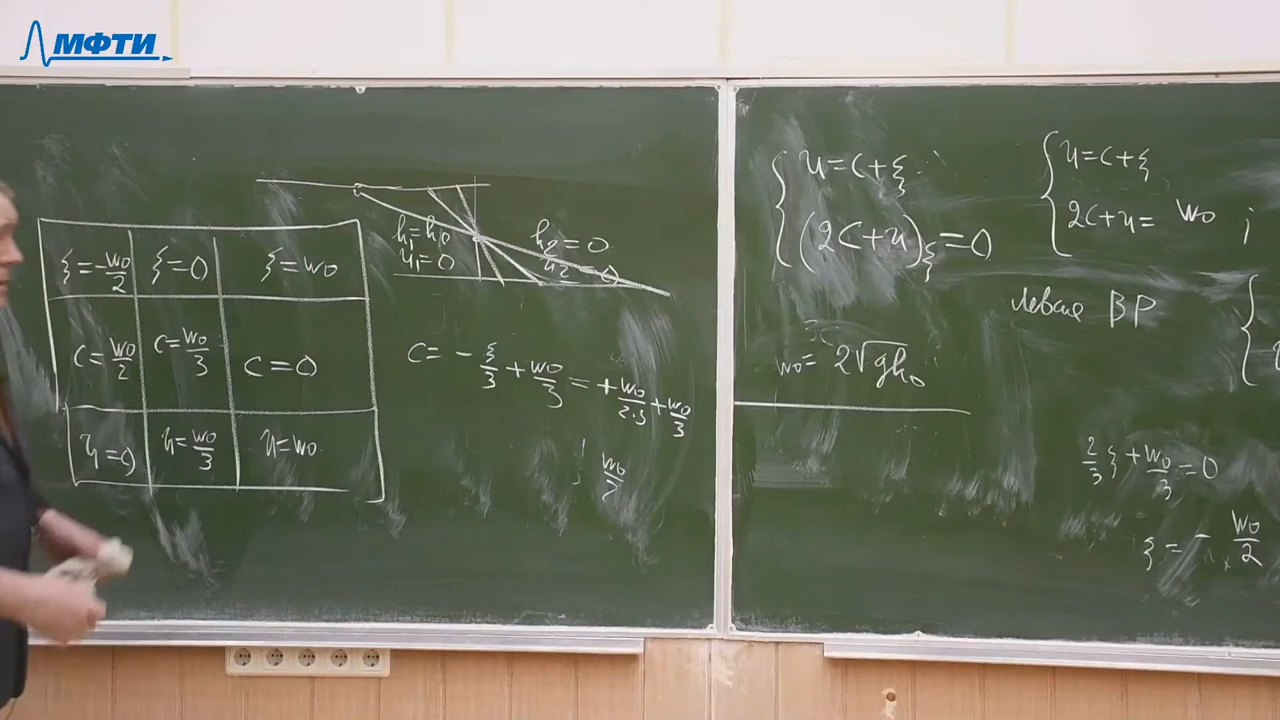 МФТИ
ξ = -w₀/2 ξ = 0 ξ = w₀
c = w₀/2 c = w₀/3 c = 0
u = 0 u = w₀/3 u = w₀
h₁ = h₀
u₁ = 0
h₂ = 0
u₂ = 0
c = - ξ/3 + w₀/3 = + w₀/2·3 + w₀/3
w₀/2
{ u = c + ξ
(2c + u)_ξ = 0
w₀ = 2√gh₀
{ u = c + ξ
2c + u = w₀ ;
левая ВР
2/3 ξ + w₀/3 = 0
ξ = - w₀/2